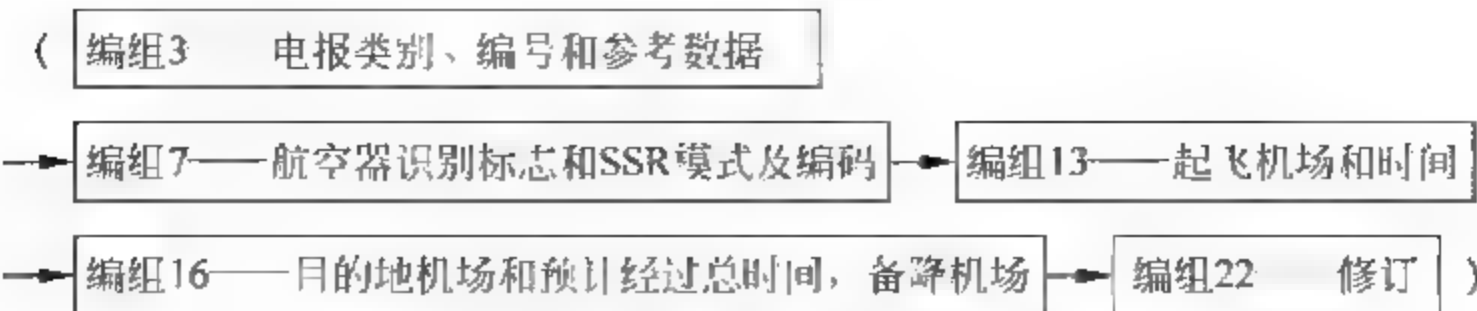 ( 编组3 电报类别、编号和参考数据
编组7——航空器识别标志和SSR模式及编码 编组13——起飞机场和时间
编组16——目的地机场和预计经过总时间，备降机场 编组22 修订 )